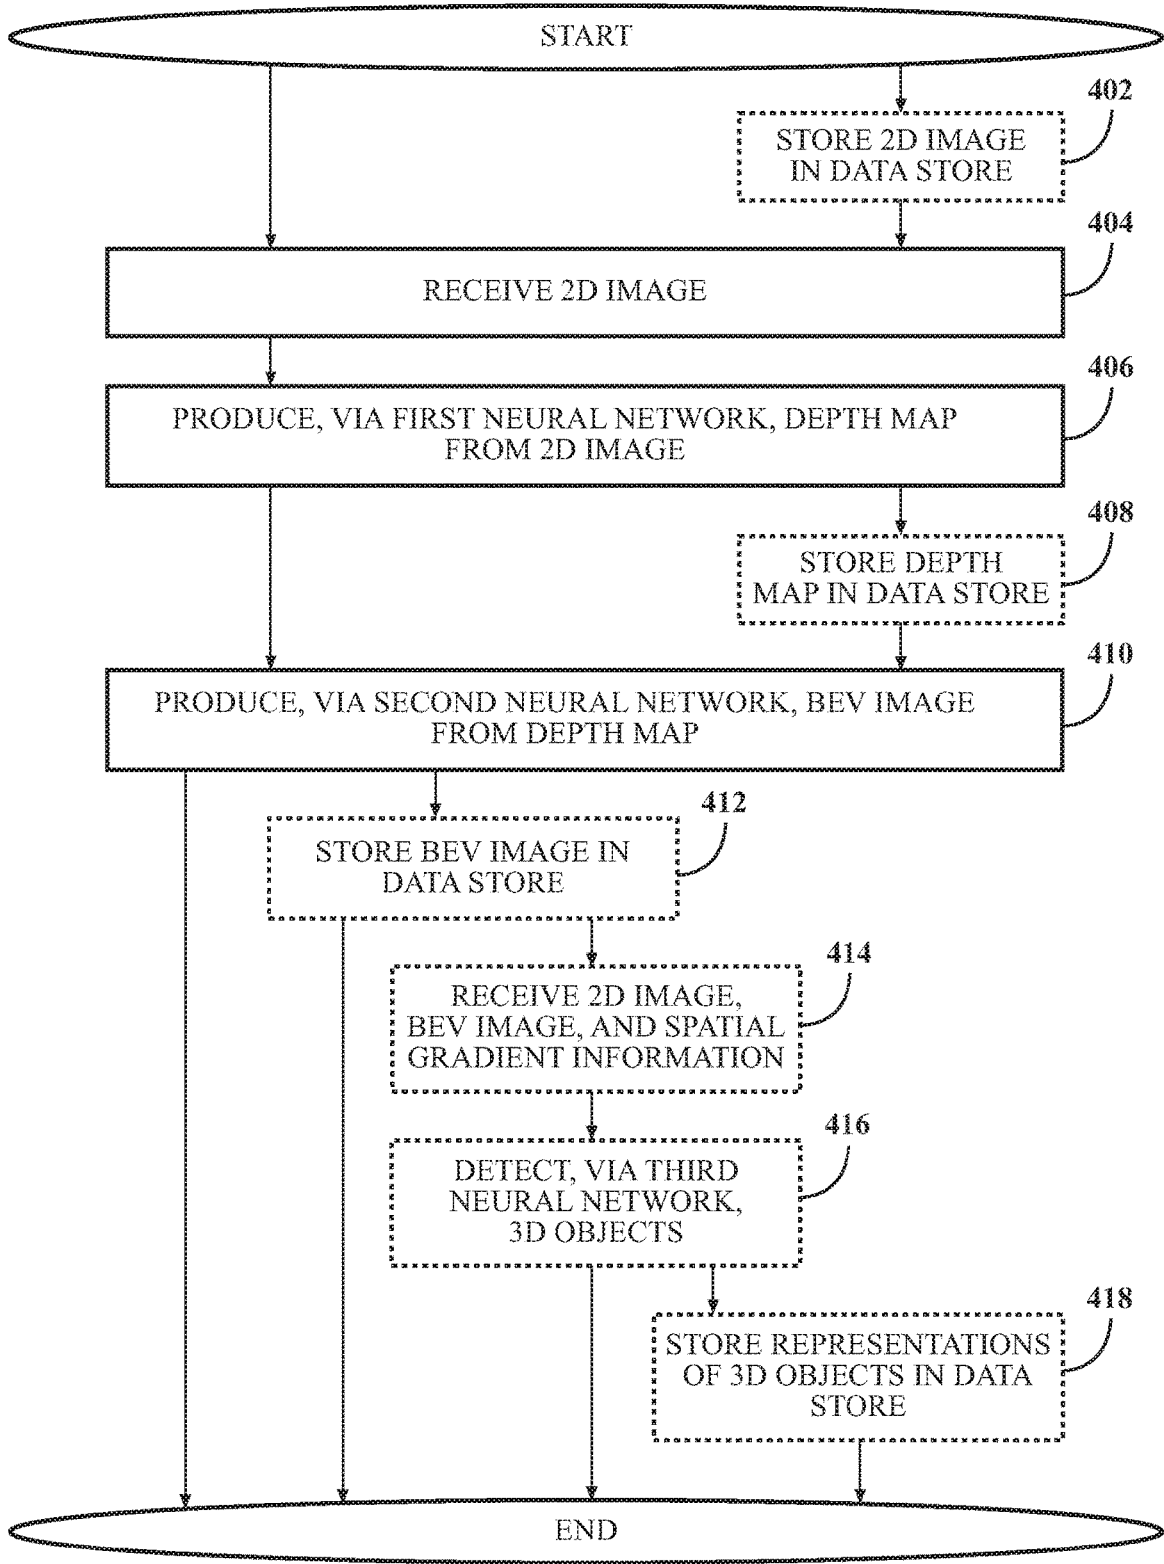 START
402
STORE 2D IMAGE
IN DATA STORE
404
RECEIVE 2D IMAGE
406
PRODUCE, VIA FIRST NEURAL NETWORK, DEPTH MAP
FROM 2D IMAGE
408
STORE DEPTH
MAP IN DATA STORE
410
PRODUCE, VIA SECOND NEURAL NETWORK, BEV IMAGE
FROM DEPTH MAP
412
STORE BEV IMAGE IN
DATA STORE
414
RECEIVE 2D IMAGE,
BEV IMAGE, AND SPATIAL
GRADIENT INFORMATION
416
DETECT, VIA THIRD
NEURAL NETWORK,
3D OBJECTS
418
STORE REPRESENTATIONS
OF 3D OBJECTS IN DATA
STORE
END